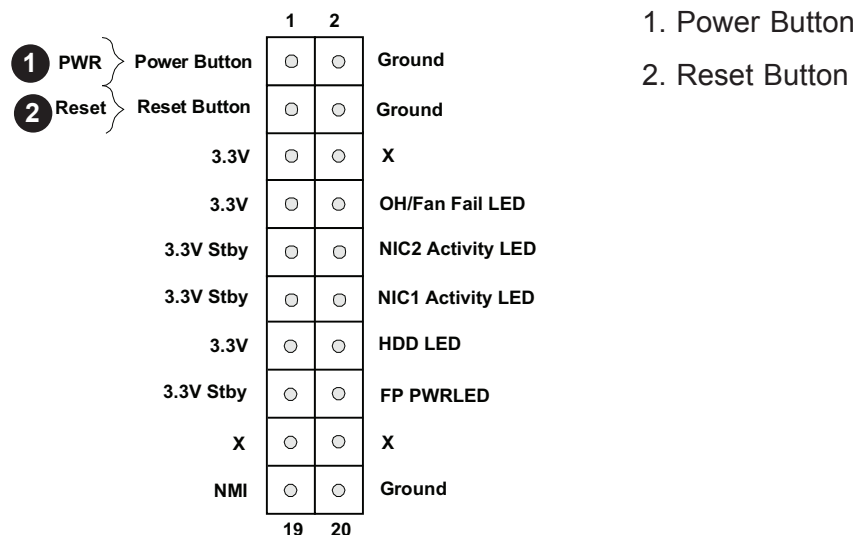 1 2
1 PWR Power Button Ground
2 Reset Reset Button Ground
3.3V X
3.3V OH/Fan Fail LED
3.3V Stby NIC2 Activity LED
3.3V Stby NIC1 Activity LED
3.3V HDD LED
3.3V Stby FP PWRLED
X X
NMI Ground
19 20
1. Power Button
2. Reset Button